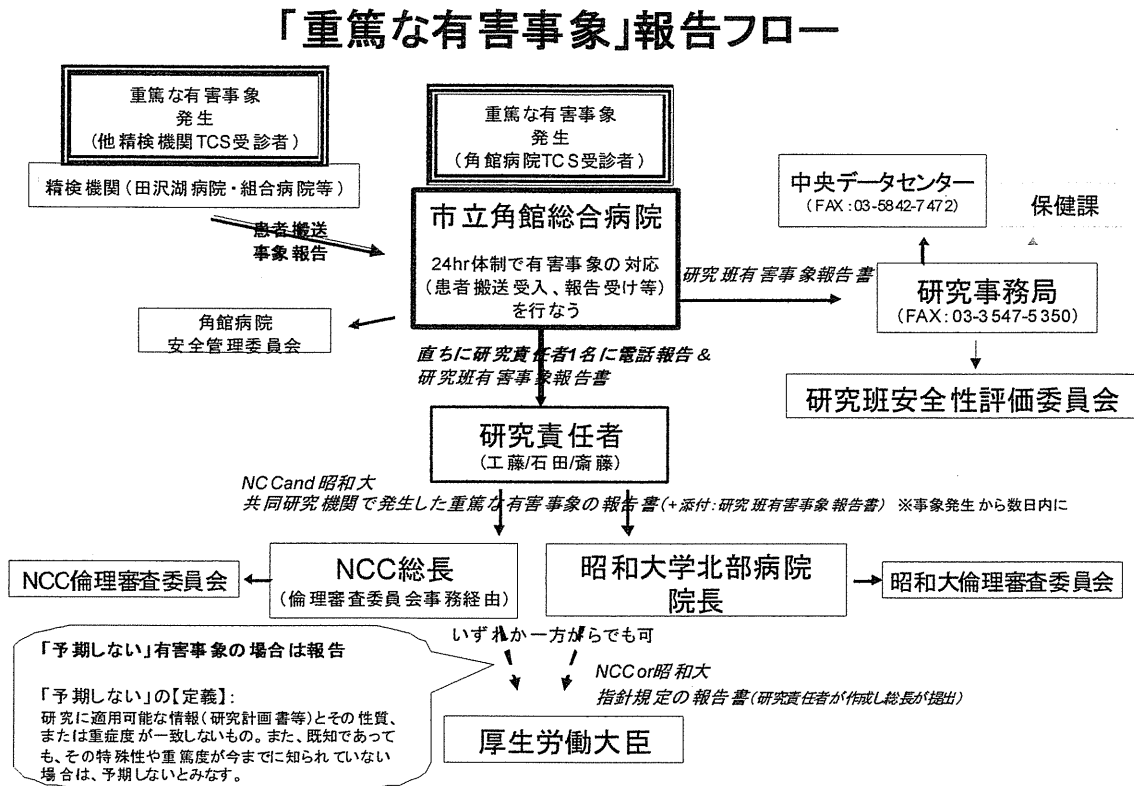 「重篤な有害事象」報告フロー
重篤な有害事象
発生
(他精検機関TCS受診者)
精検機関(田沢湖病院・組合病院等)
患者搬送
事象報告
重篤な有害事象
発生
(角館病院TCS受診者)
市立角館総合病院
24hr体制で有害事象の対応
(患者搬送受入、報告受け等)
を行なう
研究班有害事象報告書
中央データセンター
(FAX:03-5842-7472)
保健課
研究事務局
(FAX:03-3547-5350)
研究班安全性評価委員会
角館病院
安全管理委員会
直ちに研究責任者1名に電話報告&
研究班有害事象報告書
研究責任者
(工藤/石田/斎藤)
NCCand昭和大
共同研究機関で発生した重篤な有害事象の報告書(+添付:研究班有害事象報告書) ※事象発生から数日内に
NCC倫理審査委員会
NCC総長
(倫理審査委員会事務経由)
昭和大学北部病院
院長
昭和大倫理審査委員会
いずれか一方からでも可
NCCor昭和大
指針規定の報告書(研究責任者が作成し総長が提出)
厚生労働大臣
「予期しない」有害事象の場合は報告
「予期しない」の【定義】:
研究に適用可能な情報(研究計画書等)とその性質、
または重症度が一致しないもの。また、既知であって
も、その特殊性や重篤度が今までに知られていない
場合は、予期しないとみなす。